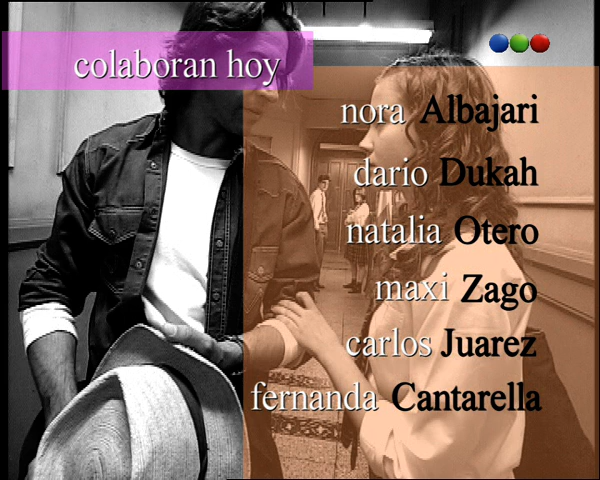 colaboran hoy
nora Albajari
dario Dukah
natalia Otero
maxi Zago
carlos Juarez
fernanda Cantarella